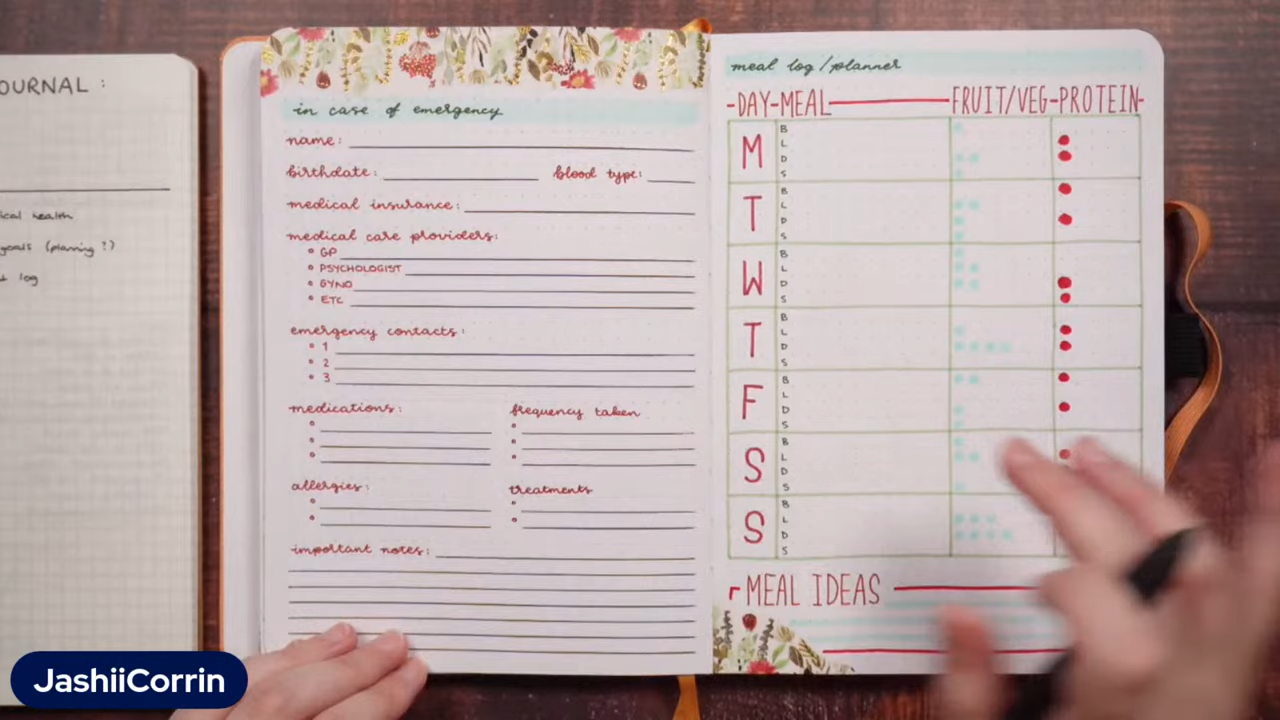 OURNAL :
ical health
goals (planning ?)
log
in case of emergency
name:
birthdate: blood type:
medical insurance:
medical care providers:
GP
PSYCHOLOGIST
GYNO
ETC
emergency contacts:
1
2
3
medications: frequency taken
allergies: treatments
important notes:
meal log/planner
-DAY-MEAL FRUIT/VEG-PROTEIN-
M B
L
D
S
T B
L
D
S
W B
L
D
S
T B
L
D
S
F B
L
D
S
S B
L
D
S
S B
L
D
S
MEAL IDEAS
JashiiCorrin